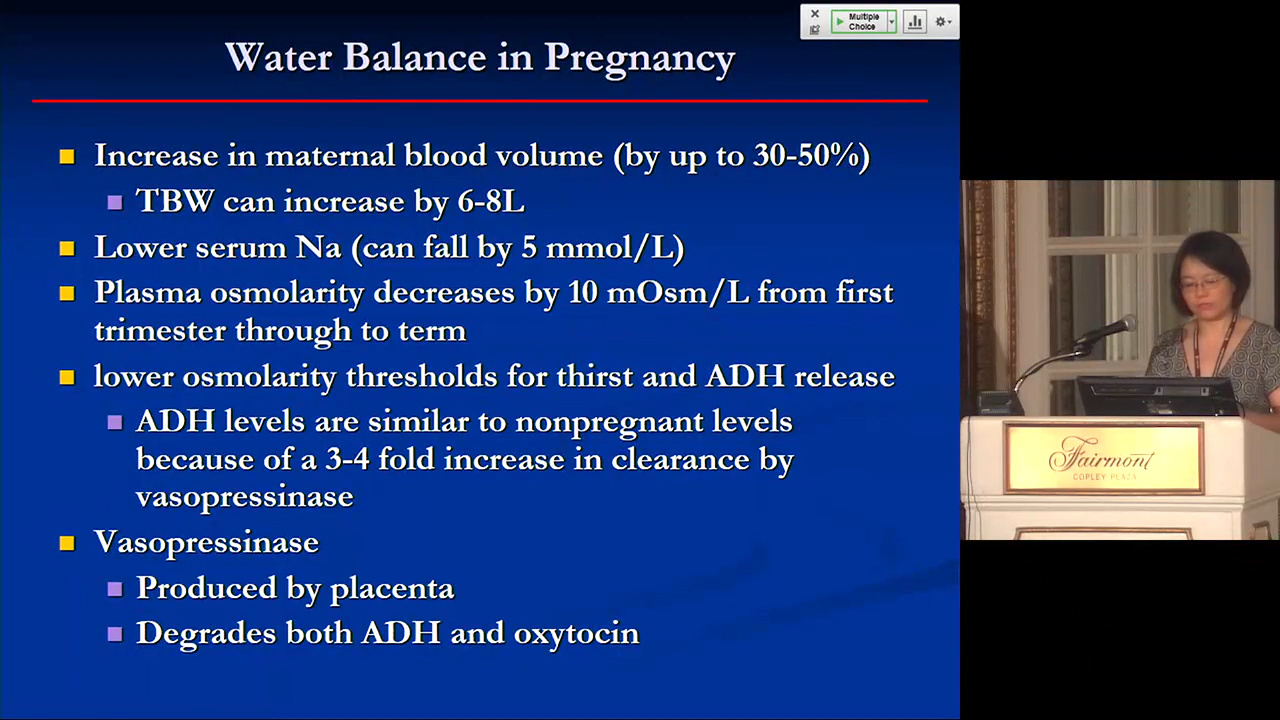 Multiple
Choice
Water Balance in Pregnancy
Increase in maternal blood volume (by up to 30-50%)
TBW can increase by 6-8L
Lower serum Na (can fall by 5 mmol/L)
Plasma osmolarity decreases by 10 mOsm/L from first
trimester through to term
lower osmolarity thresholds for thirst and ADH release
ADH levels are similar to nonpregnant levels
because of a 3-4 fold increase in clearance by
vasopressinase
Vasopressinase
Produced by placenta
Degrades both ADH and oxytocin
Fairmont
COPLEY PLAZA